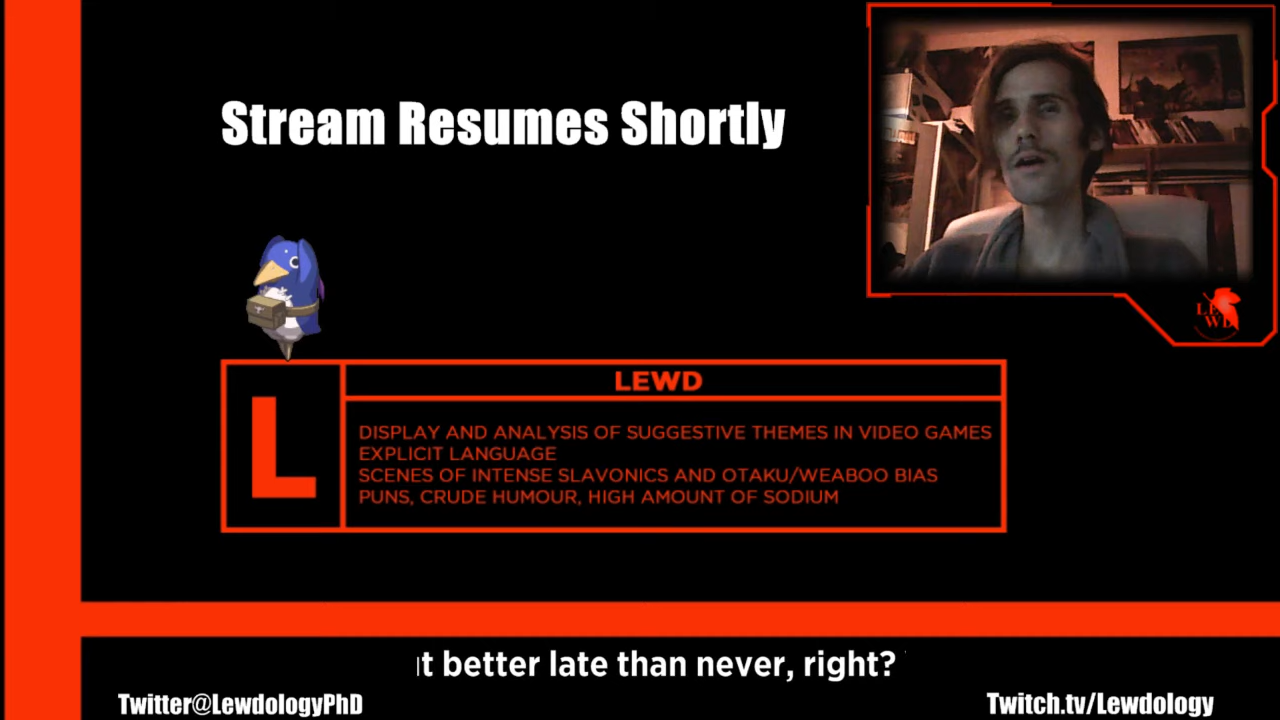 Stream Resumes Shortly
LE
WD
L
LEWD
DISPLAY AND ANALYSIS OF SUGGESTIVE THEMES IN VIDEO GAMES
EXPLICIT LANGUAGE
SCENES OF INTENSE SLAVONICS AND OTAKU/WEABOO BIAS
PUNS, CRUDE HUMOUR, HIGH AMOUNT OF SODIUM
t better late than never, right?
Twitter@LewdologyPhD
Twitch.tv/Lewdology